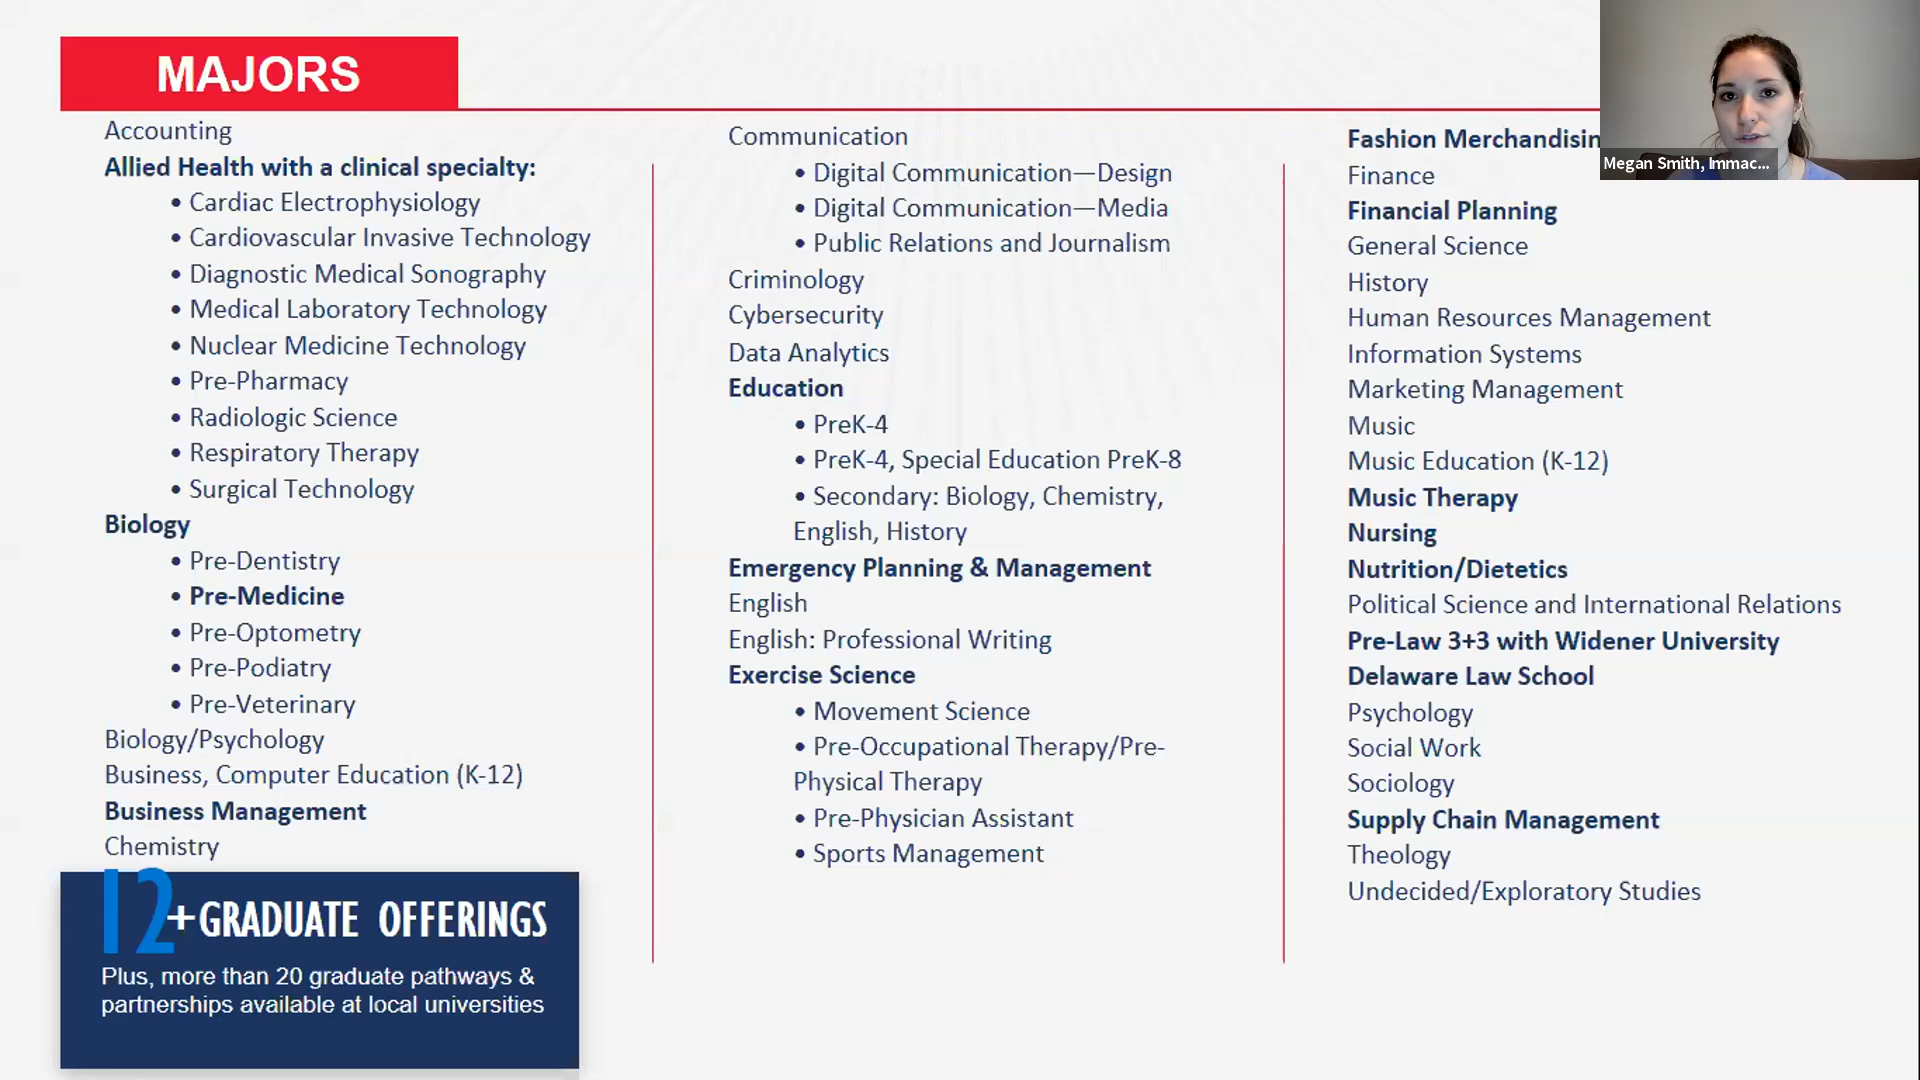 MAJORS
Accounting
Allied Health with a clinical specialty:
• Cardiac Electrophysiology
• Cardiovascular Invasive Technology
• Diagnostic Medical Sonography
• Medical Laboratory Technology
• Nuclear Medicine Technology
• Pre-Pharmacy
• Radiologic Science
• Respiratory Therapy
• Surgical Technology
Biology
• Pre-Dentistry
• Pre-Medicine
• Pre-Optometry
• Pre-Podiatry
• Pre-Veterinary
Biology/Psychology
Business, Computer Education (K-12)
Business Management
Chemistry
12+GRADUATE OFFERINGS
Plus, more than 20 graduate pathways &
partnerships available at local universities
Communication
• Digital Communication—Design
• Digital Communication—Media
• Public Relations and Journalism
Criminology
Cybersecurity
Data Analytics
Education
• PreK-4
• PreK-4, Special Education PreK-8
• Secondary: Biology, Chemistry,
English, History
Emergency Planning & Management
English
English: Professional Writing
Exercise Science
• Movement Science
• Pre-Occupational Therapy/Pre-
Physical Therapy
• Pre-Physician Assistant
• Sports Management
Fashion Merchandisin
Finance
Financial Planning
General Science
History
Human Resources Management
Information Systems
Marketing Management
Music
Music Education (K-12)
Music Therapy
Nursing
Nutrition/Dietetics
Political Science and International Relations
Pre-Law 3+3 with Widener University
Delaware Law School
Psychology
Social Work
Sociology
Supply Chain Management
Theology
Undecided/Exploratory Studies
Megan Smith, Immac...